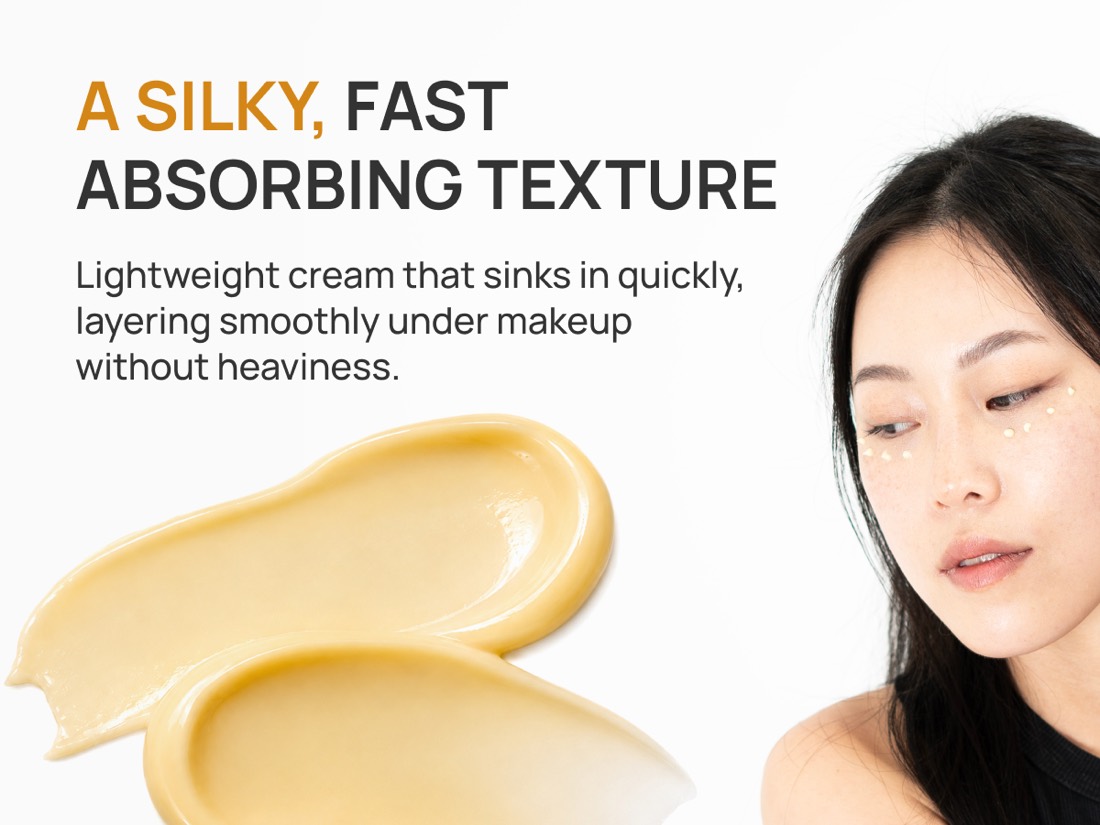 A SILKY, FAST
ABSORBING TEXTURE
Lightweight cream that sinks in quickly,
layering smoothly under makeup
without heaviness.